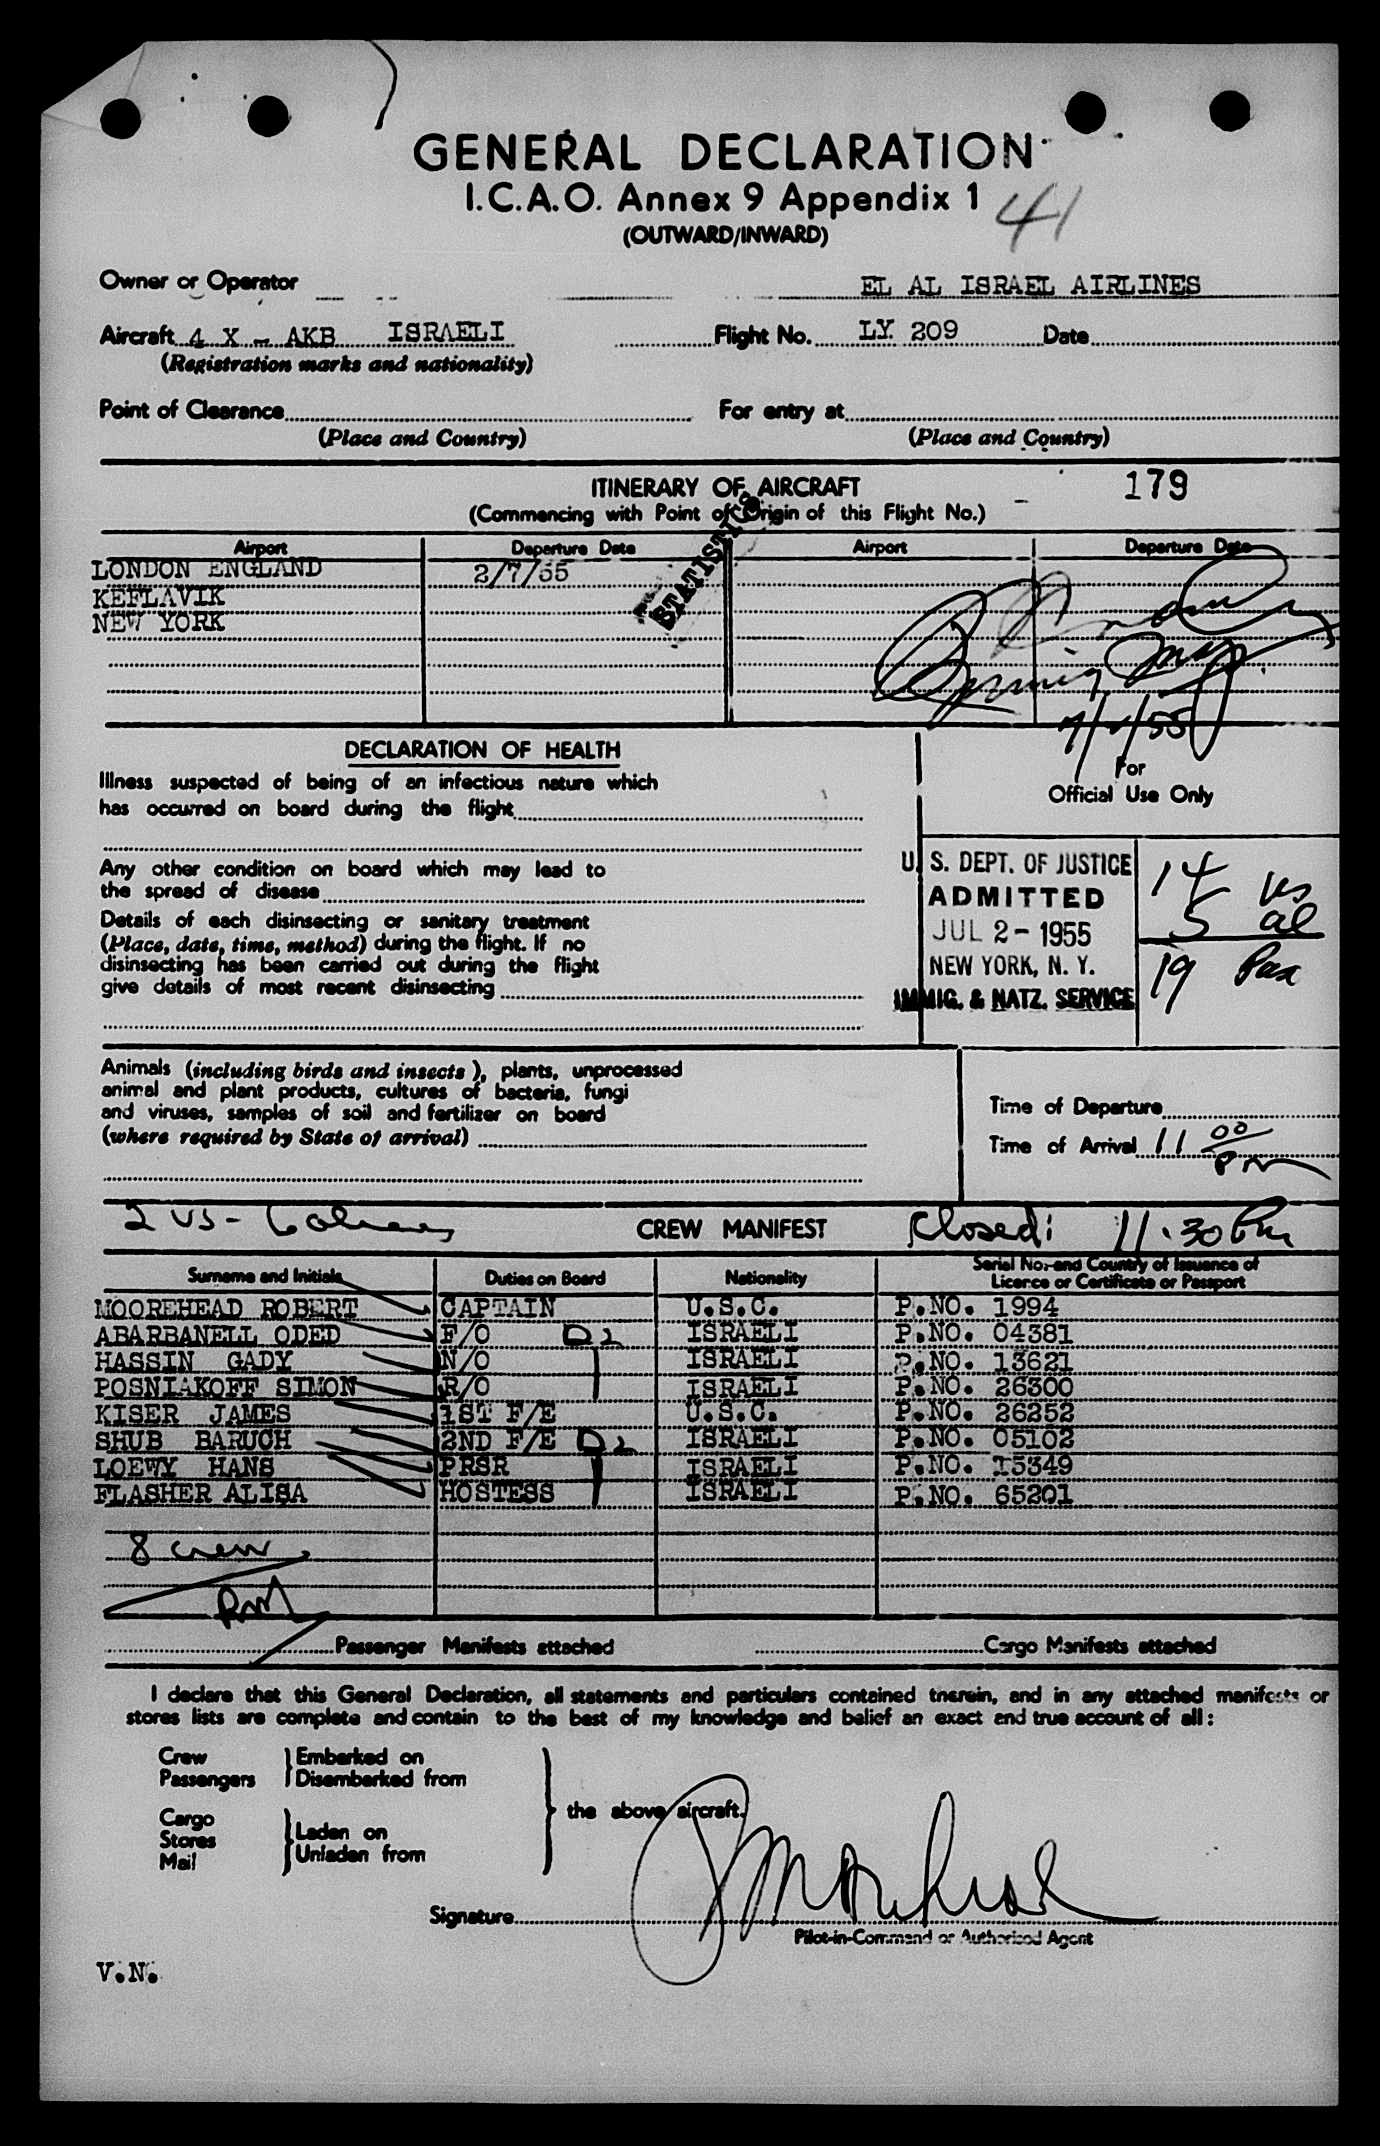 GENERAL DECLARATION
I.C.A.O. Annex 9 Appendix 1
41
(OUTWARD/INWARD)
Owner or Operator EL AL ISRAEL AIRLINES
Aircraft 4 X - AKB ISRAELI Flight No. LY 209 Date
(Registration marks and nationality)
Point of Clearance For entry at
(Place and Country) (Place and Country)
179
ITINERARY OF AIRCRAFT
(Commencing with Point of Origin of this Flight No.)
STATISTICS
Airport Departure Date Airport Departure Date
LONDON ENGLAND 2/7/55
KEFLAVIK
NEW YORK
7/2/55
DECLARATION OF HEALTH
Illness suspected of being of an infectious nature which
has occurred on board during the flight
For
Official Use Only
Any other condition on board which may lead to
the spread of disease
Details of each disinsecting or sanitary treatment
(Place, date, time, method) during the flight. If no
disinsecting has been carried out during the flight
give details of most recent disinsecting
U. S. DEPT. OF JUSTICE
ADMITTED
JUL 2 - 1955
NEW YORK, N. Y.
IMMIG. & NATZ. SERVICE
14 us
5 al
19 Pax
Animals (including birds and insects), plants, unprocessed
animal and plant products, cultures of bacteria, fungi
and viruses, samples of soil and fertilizer on board
(where required by State of arrival)
Time of Departure
Time of Arrival 11 00 PM
2 us -
CREW MANIFEST
Closed: 11.30 Pm
Surname and Initials Duties on Board Nationality Serial No. and Country of Issuance of
Licence or Certificate or Passport
MOOREHEAD ROBERT CAPTAIN U.S.C. P.NO. 1994
ABARBANELL ODED F/O D2 ISRAELI P.NO. 04381
HASSIN GADY N/O ISRAELI P.NO. 13621
POSNIAKOFF SIMON R/O ISRAELI P.NO. 26300
KISER JAMES 1ST F/E U.S.C. P.NO. 26252
SHUB BARUCH 2ND F/E D2 ISRAELI P.NO. 05102
LOEWY HANS PRSR ISRAELI P.NO. 15349
FLASHER ALISA HOSTESS ISRAELI P.NO. 65201
8 crew
Passenger Manifests attached Cargo Manifests attached
I declare that this General Declaration, all statements and particulars contained therein, and in any attached manifests or
stores lists are complete and contain to the best of my knowledge and belief an exact and true account of all:
Crew
Passengers
Embarked on
Disembarked from
Cargo
Stores
Mail
Laden on
Unladen from
the above aircraft.
Signature
Pilot-in-Command or Authorised Agent
V.N.